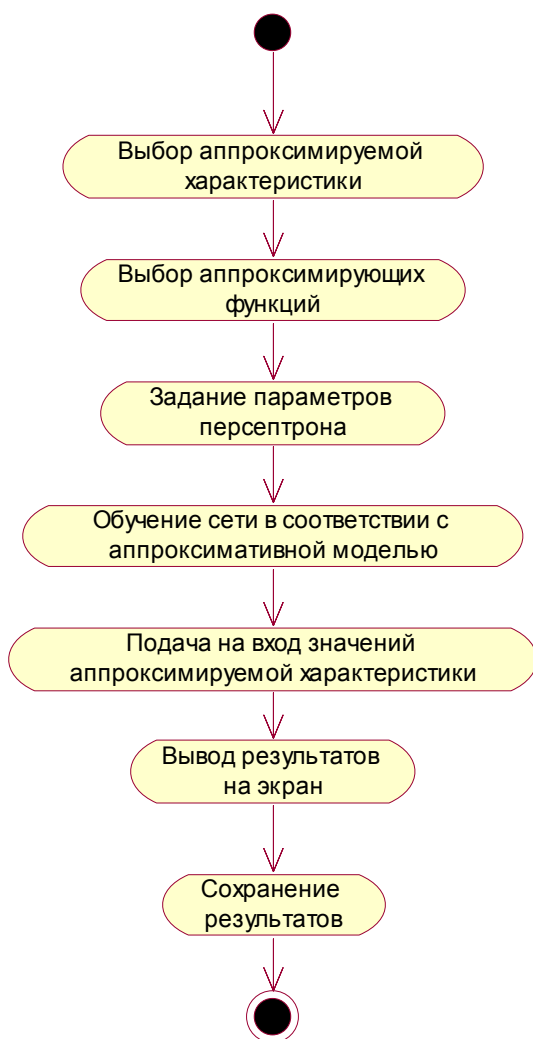 Выбор аппроксимируемой
характеристики
Выбор аппроксимирующих
функций
Задание параметров
персептрона
Обучение сети в соответствии с
аппроксимативной моделью
Подача на вход значений
аппроксимируемой характеристики
Вывод результатов
на экран
Сохранение
результатов